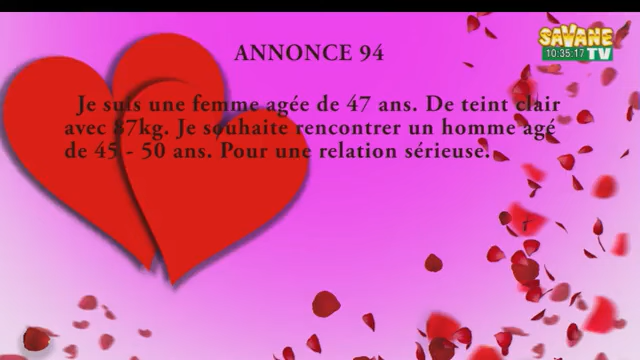 SAVANE
10:35:17 TV
ANNONCE 94
Je suis une femme agée de 47 ans. De teint clair
avec 87kg. Je souhaite rencontrer un homme agé
de 45 - 50 ans. Pour une relation sérieuse.